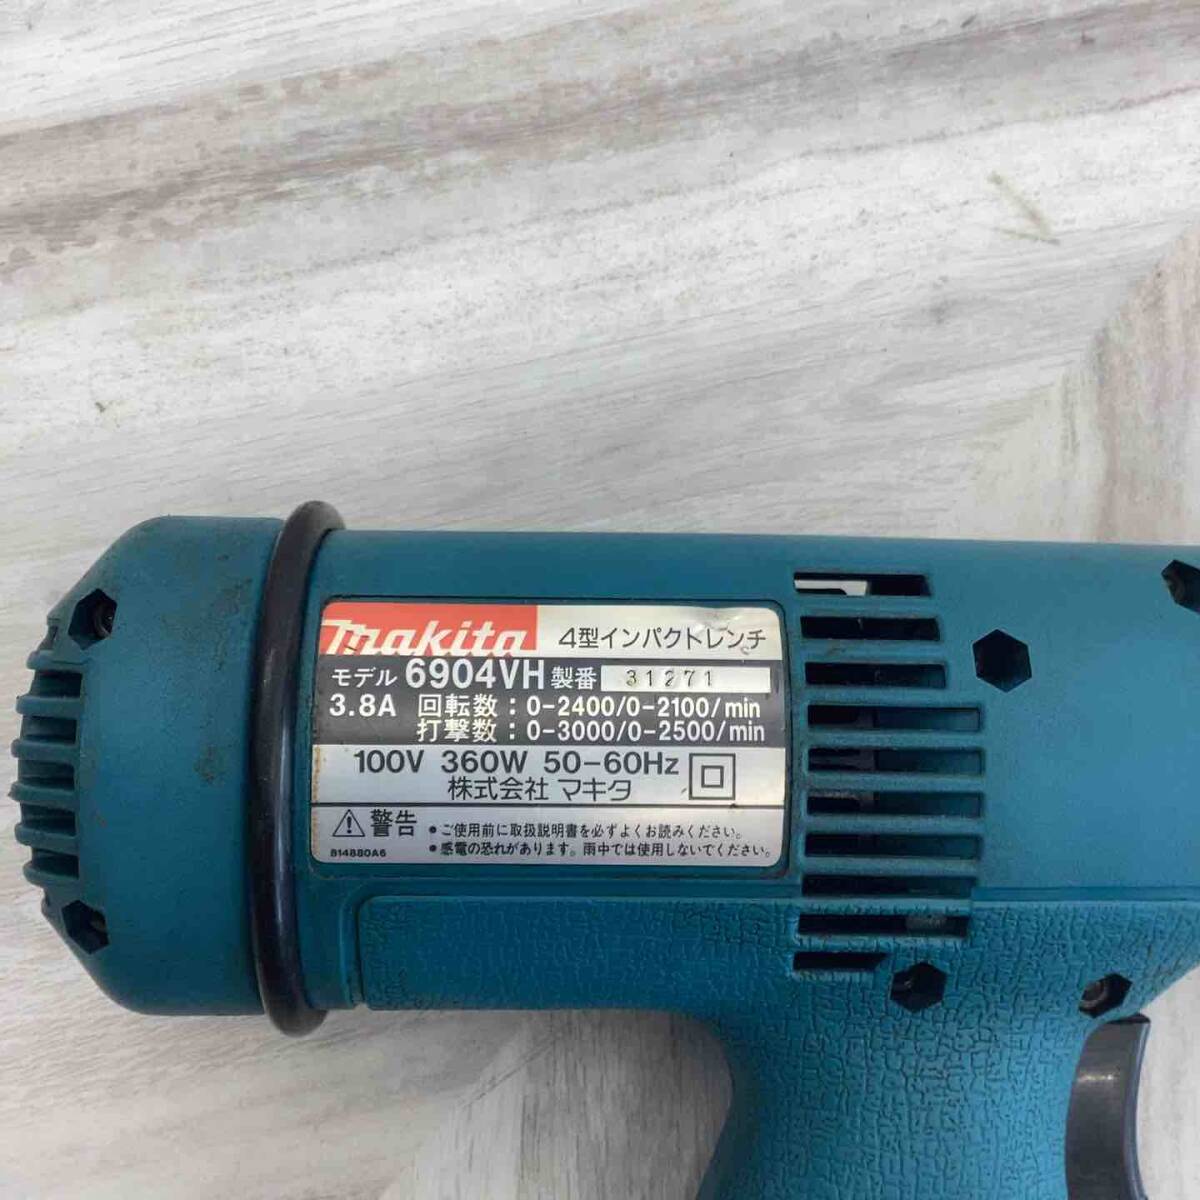 makita 4型インパクトレンチ
モデル 6904VH 製番 31271
3.8A 回転数：0-2400/0-2100/min
打撃数：0-3000/0-2500/min
100V 360W 50-60Hz
株式会社 マキタ
警告 ・ご使用前に取扱説明書を必ずよくお読みください。
814880A6 ・感電の恐れがあります。雨中では使用しないでください。